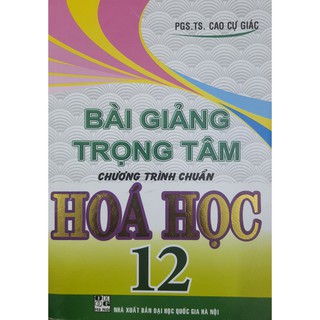 PGS.TS. CAO CỰ GIÁC
BÀI GIẢNG
TRỌNG TÂM
CHƯƠNG TRÌNH CHUẨN
HOÁ HỌC
12
NHÀ XUẤT BẢN ĐẠI HỌC QUỐC GIA HÀ NỘI